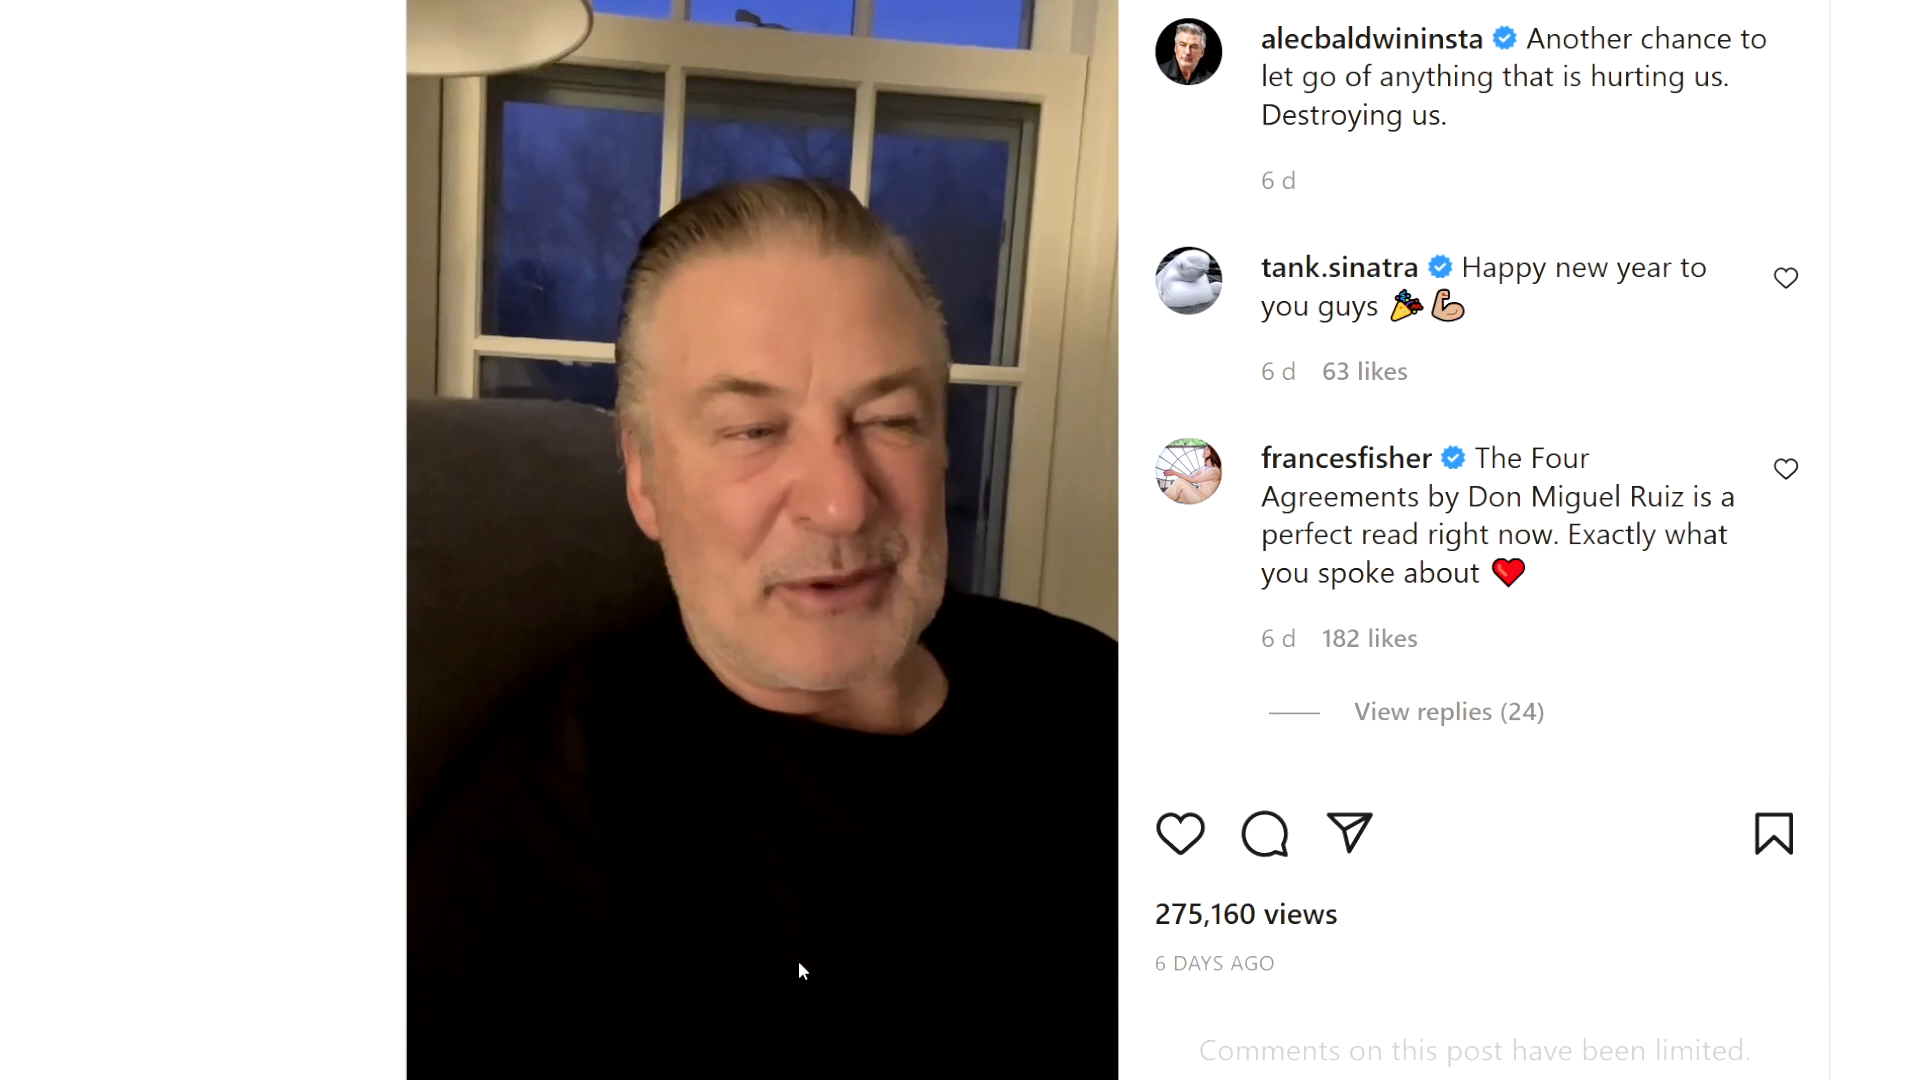 alecbaldwininsta Another chance to
let go of anything that is hurting us.
Destroying us.
6 d
tank.sinatra Happy new year to
you guys 🎉💪🏼
6 d 63 likes
francesfisher The Four
Agreements by Don Miguel Ruiz is a
perfect read right now. Exactly what
you spoke about ❤️
6 d 182 likes
View replies (24)
275,160 views
6 DAYS AGO
Comments on this post have been limited.